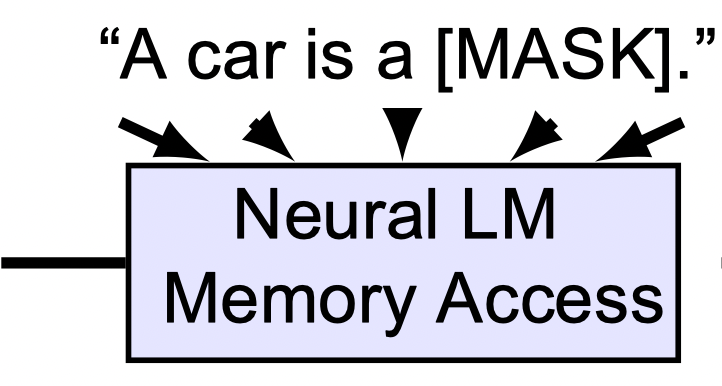 “A car is a [MASK].”
Neural LM
Memory Access